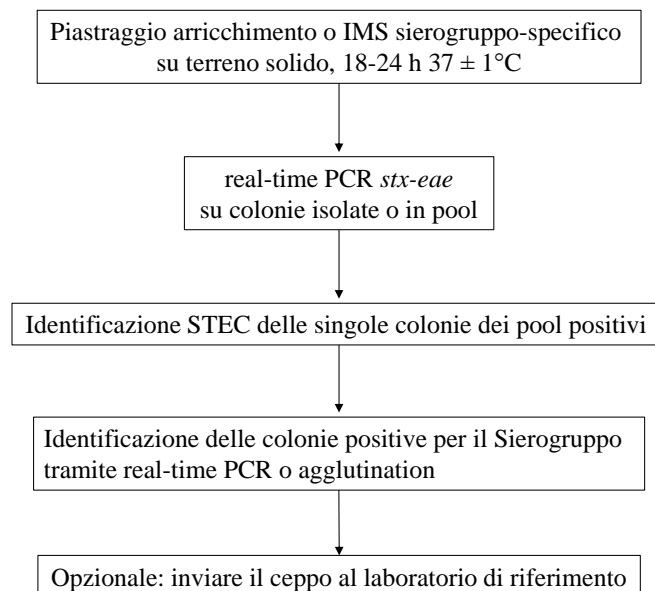 Piastraggio arricchimento o IMS sierogruppo-specifico
su terreno solido, 18-24 h 37 ± 1°C
real-time PCR stx-eae
su colonie isolate o in pool
Identificazione STEC delle singole colonie dei pool positivi
Identificazione delle colonie positive per il Sierogruppo
tramite real-time PCR o agglutination
Opzionale: inviare il ceppo al laboratorio di riferimento